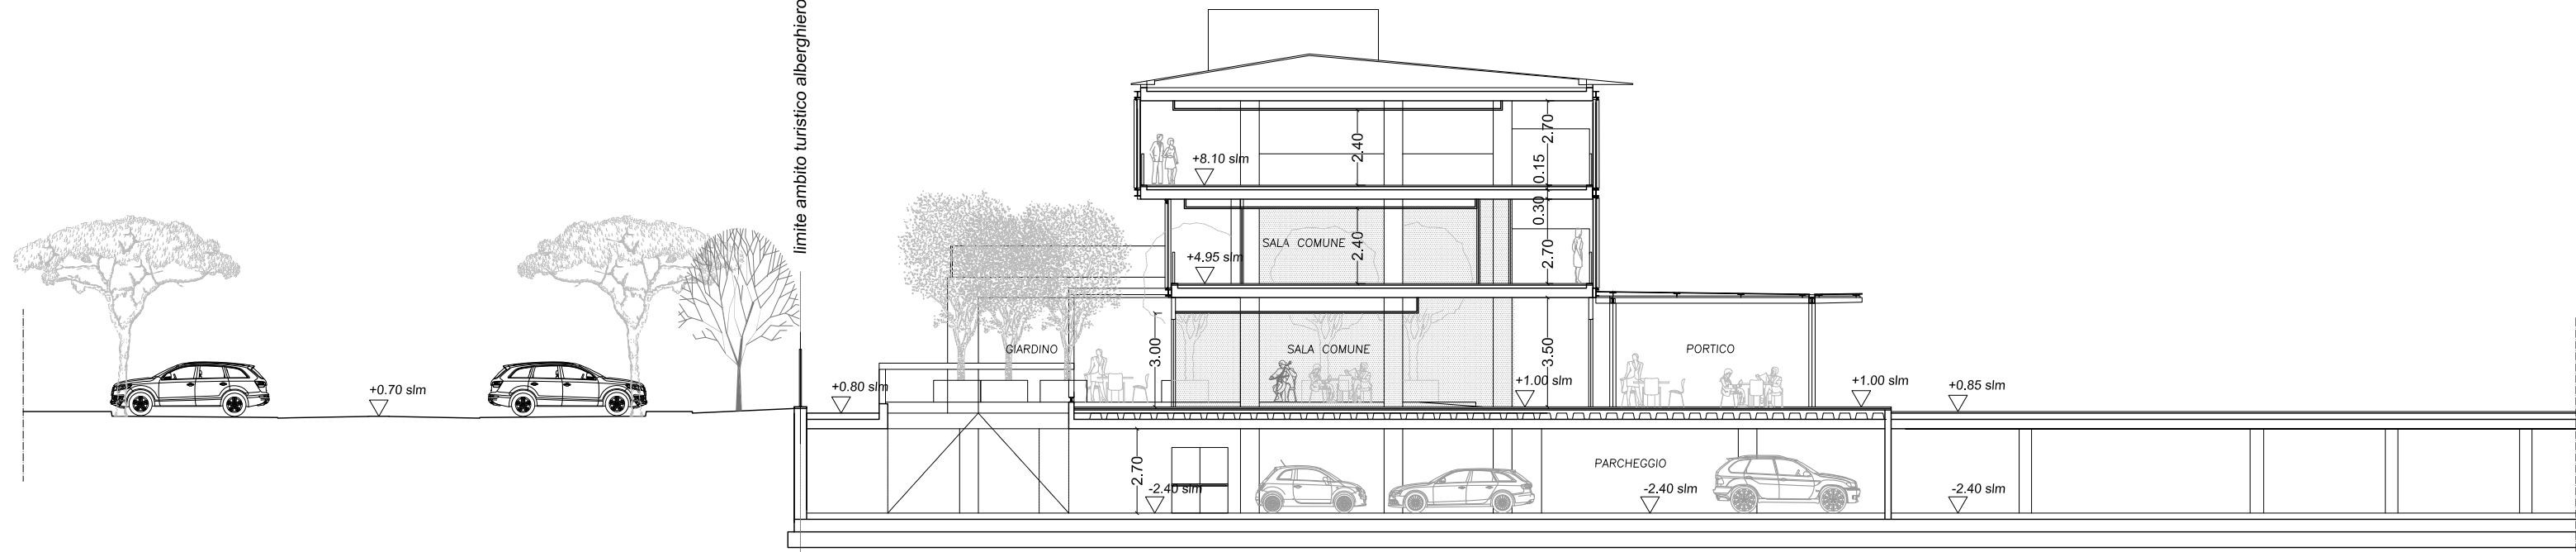 limite ambito turistico alberghiero
2.70
2.40
+8.10 slm
0.15
0.30
SALA COMUNE
2.40
2.70
+4.95 slm
GIARDINO
3.00
SALA COMUNE
3.50
PORTICO
+0.70 slm
+0.80 slm
+1.00 slm
+1.00 slm
+0.85 slm
2.70
PARCHEGGIO
-2.40 slm
-2.40 slm
-2.40 slm